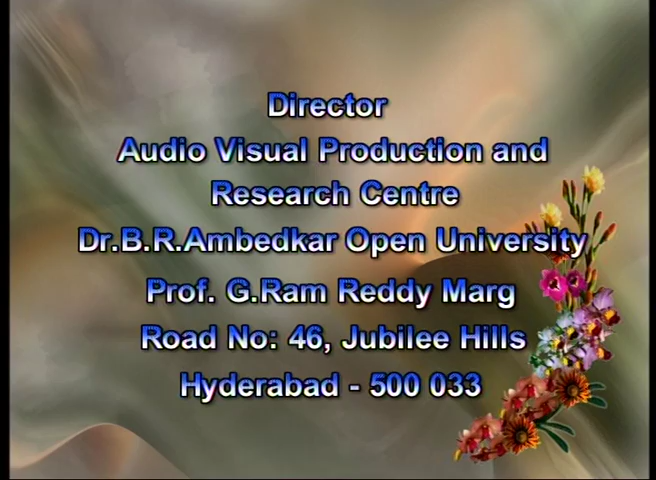 Director
Audio Visual Production and
Research Centre
Dr.B.R.Ambedkar Open University
Prof. G.Ram Reddy Marg
Road No: 46, Jubilee Hills
Hyderabad - 500 033